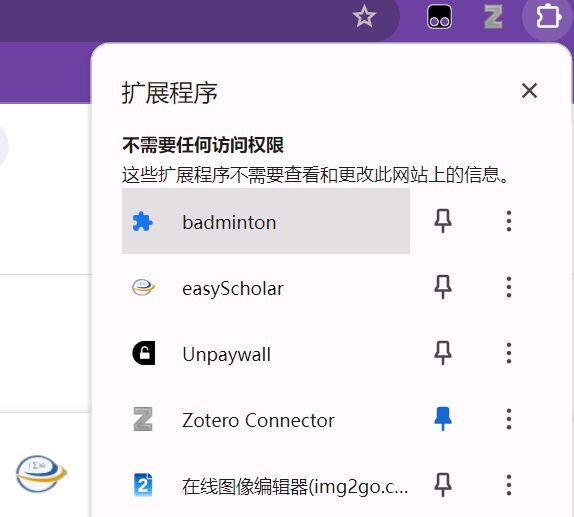 扩展程序
不需要任何访问权限
这些扩展程序不需要查看和更改此网站上的信息。
badminton
easyScholar
Unpaywall
Zotero Connector
在线图像编辑器(img2go.c...